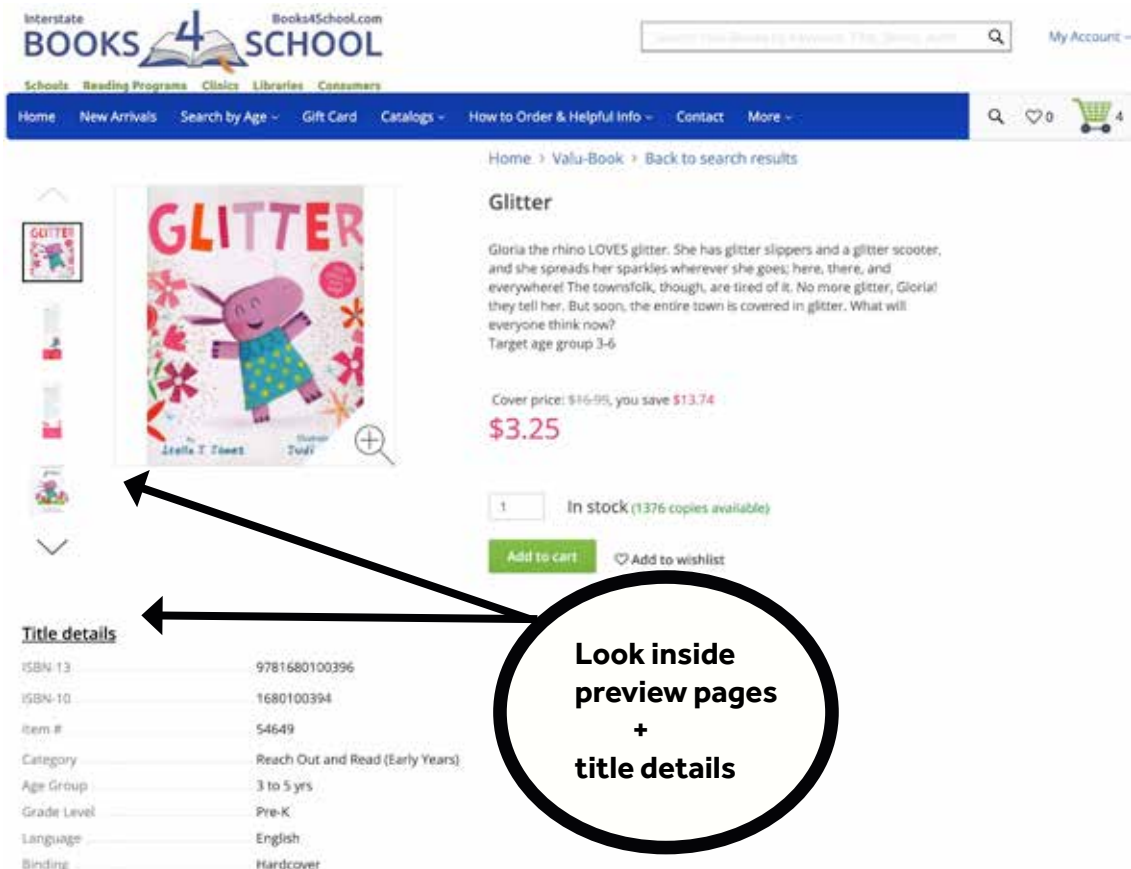 Interstate
Books4School.com
BOOKS 4 SCHOOL
Schools Reading Programs Clinics Libraries Consumers
My Account
Home New Arrivals Search by Age Gift Card Catalogs How to Order & Helpful Info Contact More
0
4
Home > Valu-Book > Back to search results
Glitter
GLITTER
GLITTER
Gloria the rhino LOVES glitter. She has glitter slippers and a glitter scooter,
and she spreads her sparkles wherever she goes; here, there, and
everywhere! The townsfolk, though, are tired of it. No more glitter, Gloria!
they tell her. But soon, the entire town is covered in glitter. What will
everyone think now?
Target age group 3-6
Cover price: $16.99, you save $13.74
$3.25
By
Stella J Jones
Judi
1 In stock (1376 copies available)
Add to cart Add to wishlist
Look inside
preview pages
+
title details
Title details
ISBN-13 9781680100396
ISBN-10 1680100394
Item # 54649
Category Reach Out and Read (Early Years)
Age Group 3 to 5 yrs
Grade Level Pre-K
Language English
Binding Hardcover